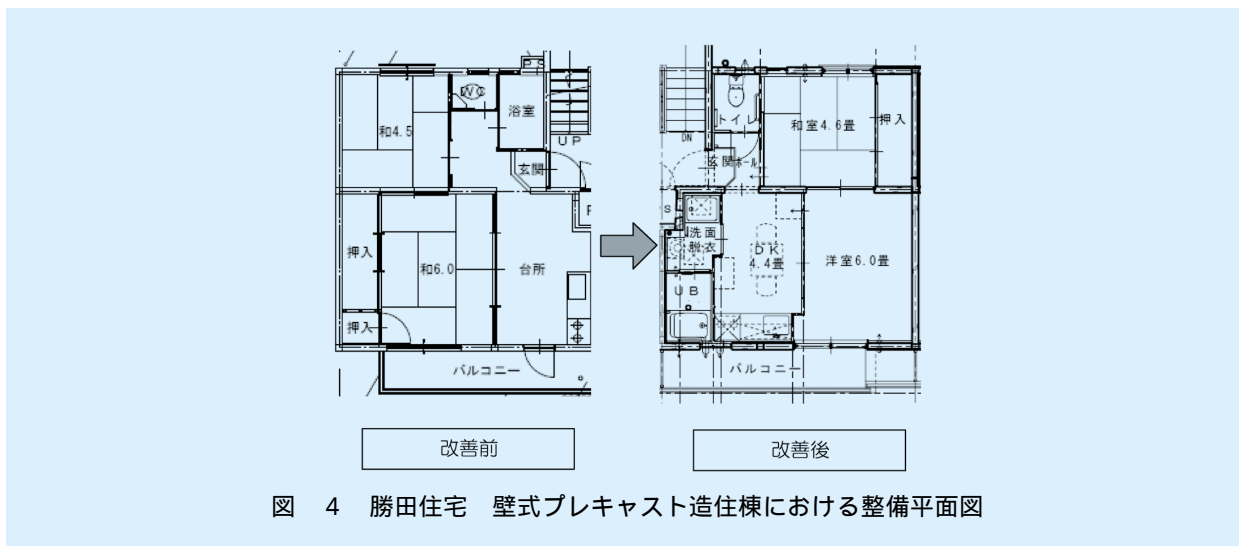 WC
浴室
和4.5
UP
玄関
押入
和6.0
台所
押入
バルコニー
改善前
トイレ
和室4.6畳
押入
DN
玄関ホール
S
洗面
脱衣
DK
4.4畳
洋室6.0畳
UB
バルコニー
改善後
図 4 勝田住宅 壁式プレキャスト造住棟における整備平面図